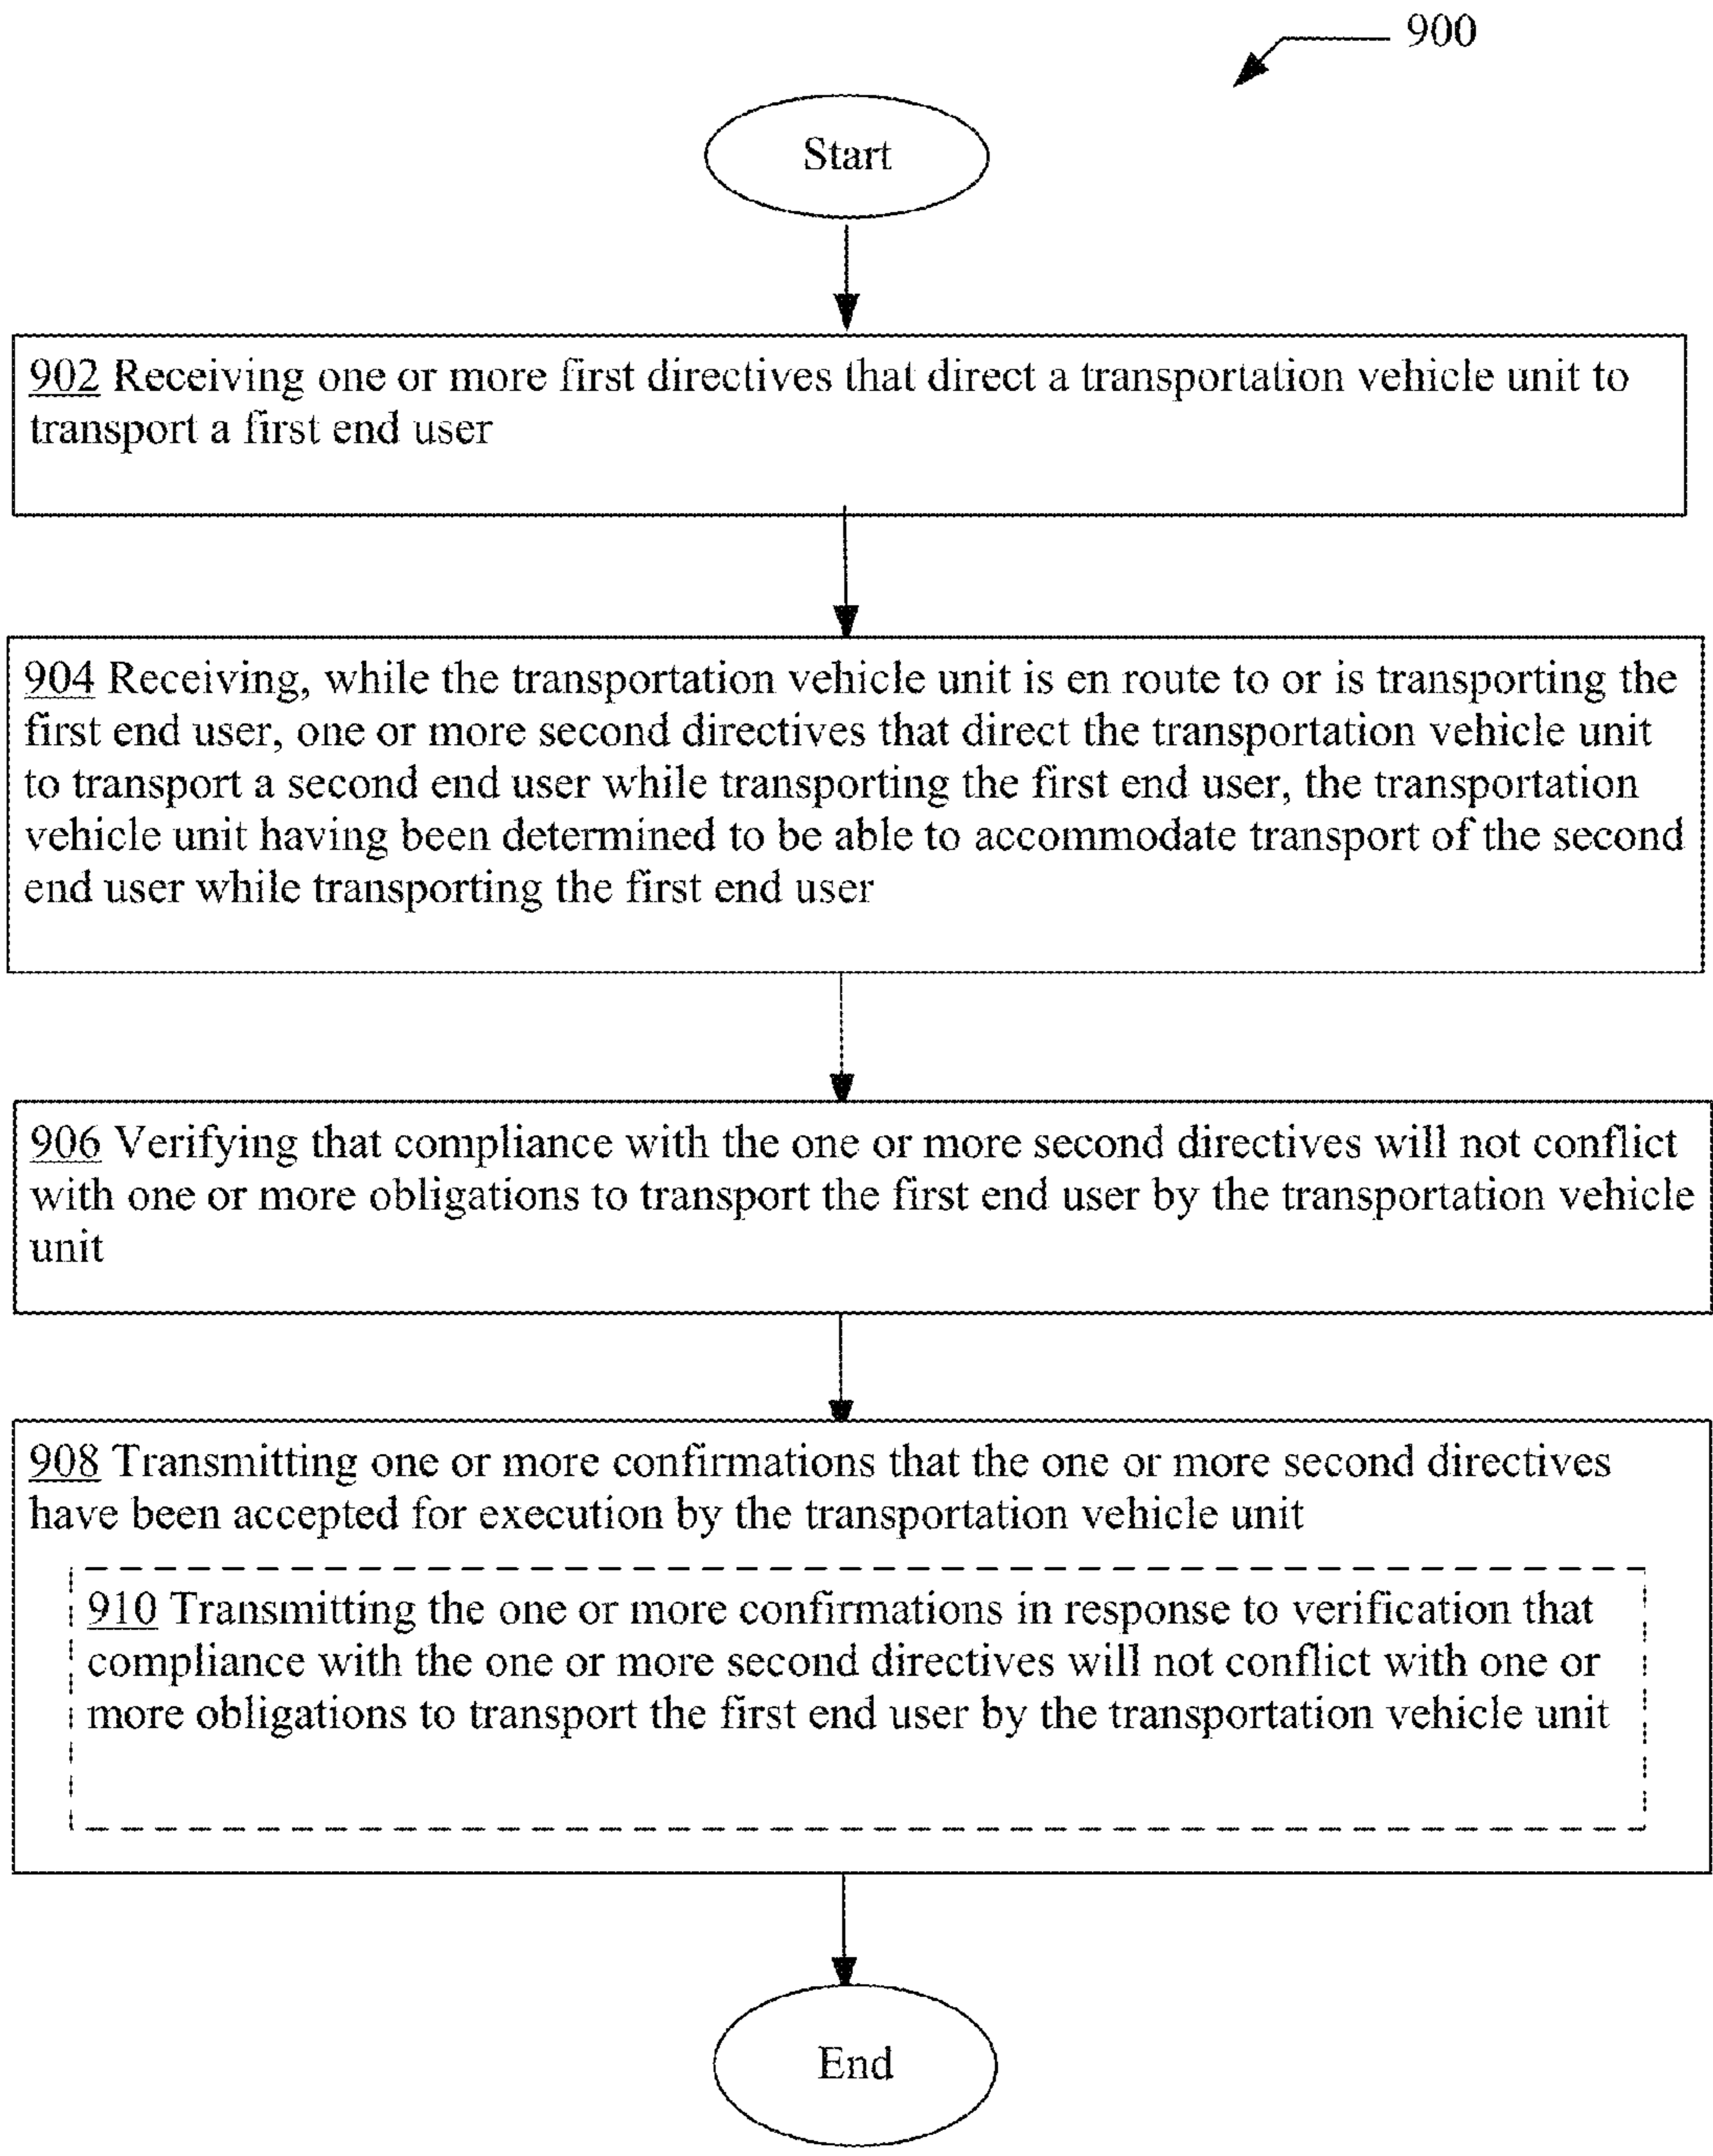 900
Start
902 Receiving one or more first directives that direct a transportation vehicle unit to
transport a first end user
904 Receiving, while the transportation vehicle unit is en route to or is transporting the
first end user, one or more second directives that direct the transportation vehicle unit
to transport a second end user while transporting the first end user, the transportation
vehicle unit having been determined to be able to accommodate transport of the second
end user while transporting the first end user
906 Verifying that compliance with the one or more second directives will not conflict
with one or more obligations to transport the first end user by the transportation vehicle
unit
908 Transmitting one or more confirmations that the one or more second directives
have been accepted for execution by the transportation vehicle unit
910 Transmitting the one or more confirmations in response to verification that
compliance with the one or more second directives will not conflict with one or
more obligations to transport the first end user by the transportation vehicle unit
End